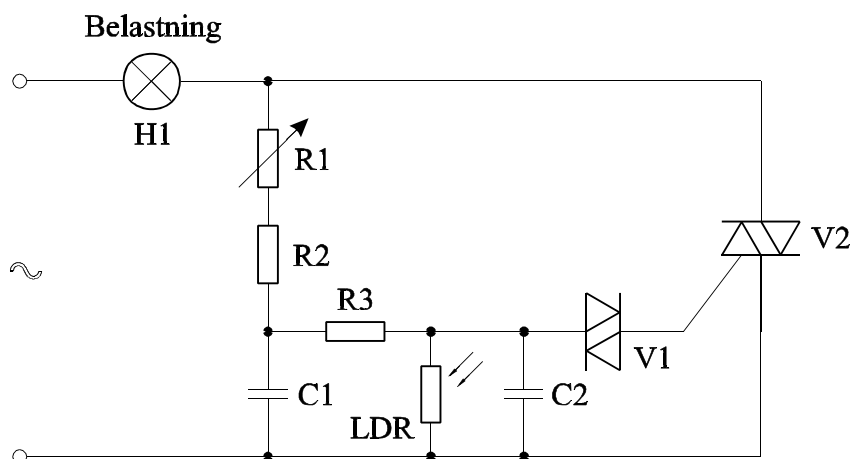 Belastning
H1
R1
V2
R2
R3
V1
C1
C2
LDR